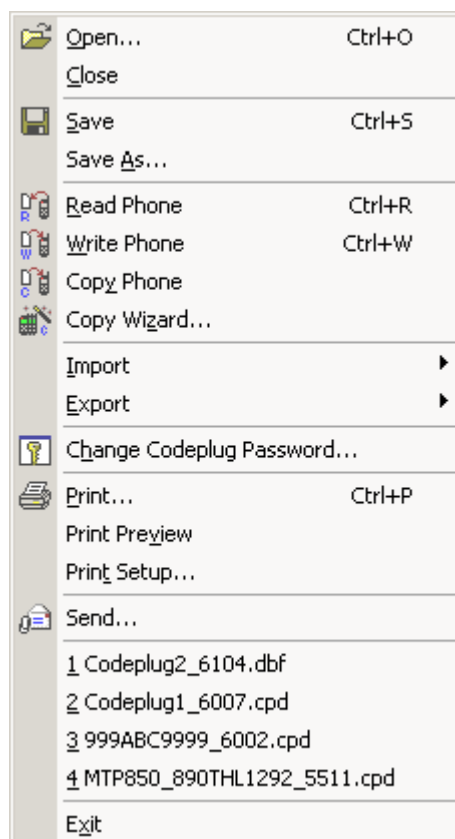 Open... Ctrl+O
Close
Save Ctrl+S
Save As...
R Read Phone Ctrl+R
W Write Phone Ctrl+W
C Copy Phone
C Copy Wizard...
Import
Export
Change Codeplug Password...
Print... Ctrl+P
Print Preview
Print Setup...
Send...
1 Codeplug2_6104.dbf
2 Codeplug1_6007.cpd
3 999ABC9999_6002.cpd
4 MTP850_890THL1292_5511.cpd
Exit